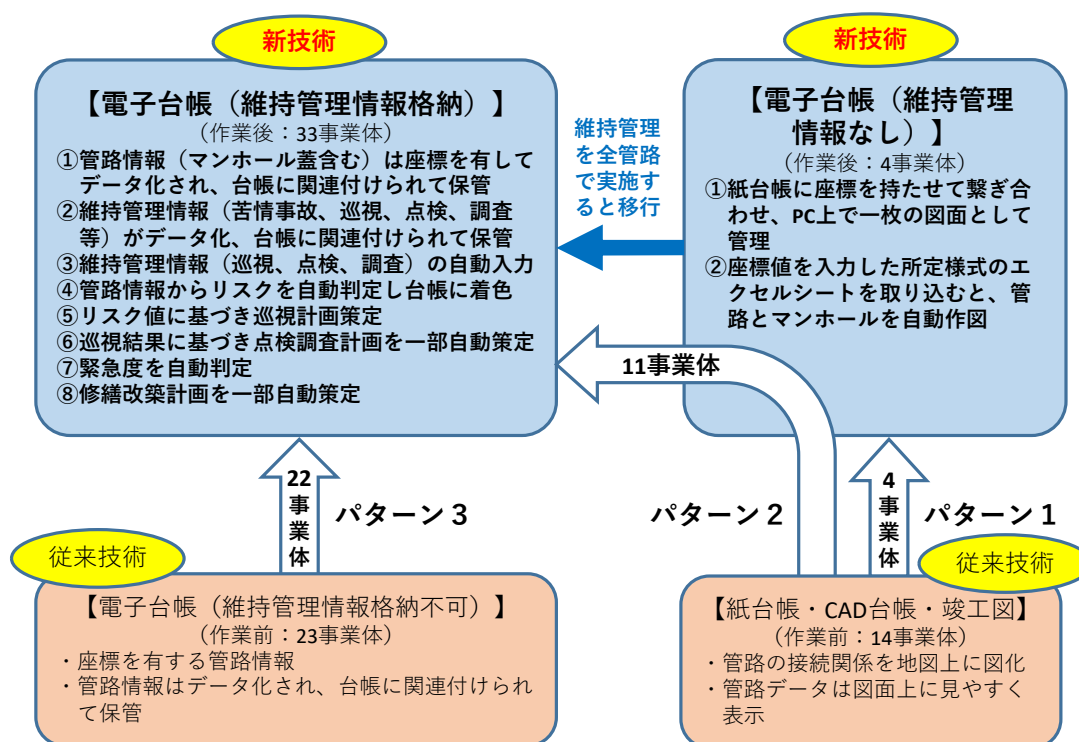 新技術
【電子台帳（維持管理情報格納）】
（作業後：33事業体）
①管路情報（マンホール蓋含む）は座標を有して
データ化され、台帳に関連付けられて保管
②維持管理情報（苦情事故、巡視、点検、調査
等）がデータ化、台帳に関連付けられて保管
③維持管理情報（巡視、点検、調査）の自動入力
④管路情報からリスクを自動判定し台帳に着色
⑤リスク値に基づき巡視計画策定
⑥巡視結果に基づき点検調査計画を一部自動策定
⑦緊急度を自動判定
⑧修繕改築計画を一部自動策定
維持管理
を全管路
で実施す
ると移行
新技術
【電子台帳（維持管理
情報なし）】
（作業後：4事業体）
①紙台帳に座標を持たせて繋ぎ合
わせ、PC上で一枚の図面として
管理
②座標値を入力した所定様式のエ
クセルシートを取り込むと、管
路とマンホールを自動作図
11事業体
22事業体
パターン３
パターン２
4事業体
パターン１
従来技術
【電子台帳（維持管理情報格納不可）】
（作業前：23事業体）
・座標を有する管路情報
・管路情報はデータ化され、台帳に関連付けられ
て保管
従来技術
【紙台帳・CAD台帳・竣工図】
（作業前：14事業体）
・管路の接続関係を地図上に図化
・管路データは図面上に見やすく
表示